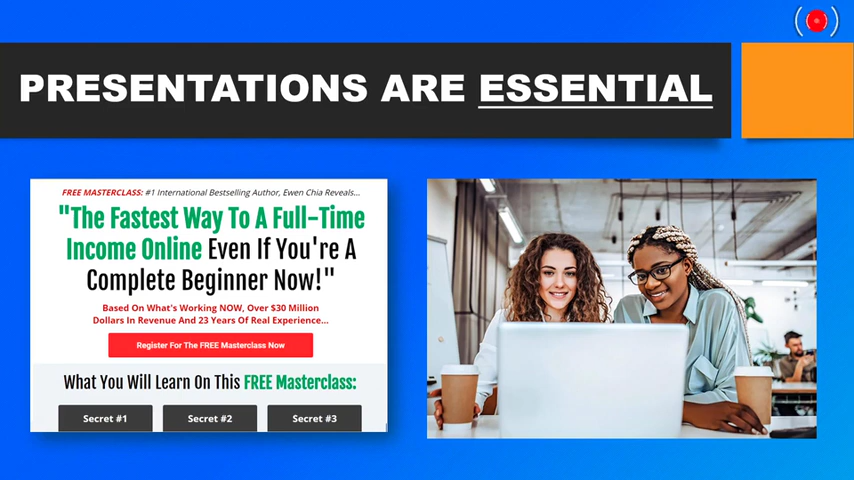 PRESENTATIONS ARE ESSENTIAL
FREE MASTERCLASS: #1 International Bestselling Author, Ewen Chia Reveals...
"The Fastest Way To A Full-Time
Income Online Even If You're A
Complete Beginner Now!"
Based On What's Working NOW, Over $30 Million
Dollars In Revenue And 23 Years Of Real Experience...
Register For The FREE Masterclass Now
What You Will Learn On This FREE Masterclass:
Secret #1 Secret #2 Secret #3